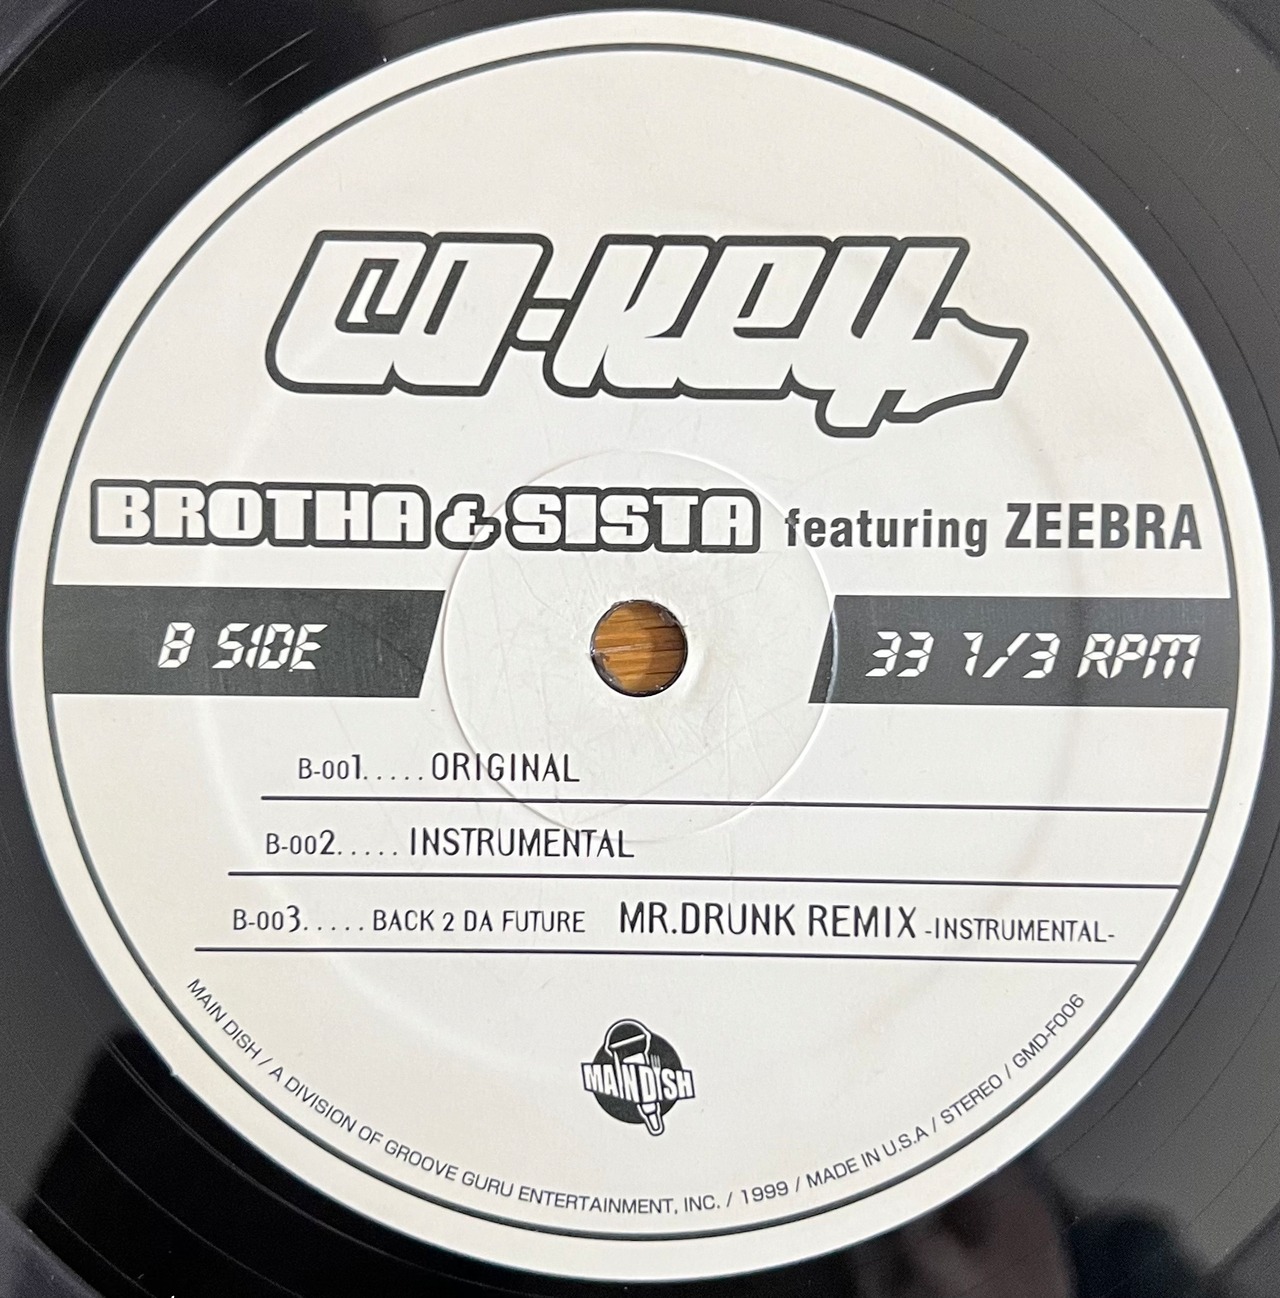 CO-KEY
BROTHA & SISTA featuring ZEEBRA
B SIDE
33 1/3 RPM
B-001.....ORIGINAL
B-002.....INSTRUMENTAL
B-003.....BACK 2 DA FUTURE MR.DRUNK REMIX -INSTRUMENTAL-
MAIN DISH
MAIN DISH / A DIVISION OF GROOVE GURU ENTERTAINMENT, INC. / 1999 / MADE IN U.S.A / STEREO / GMD-F006